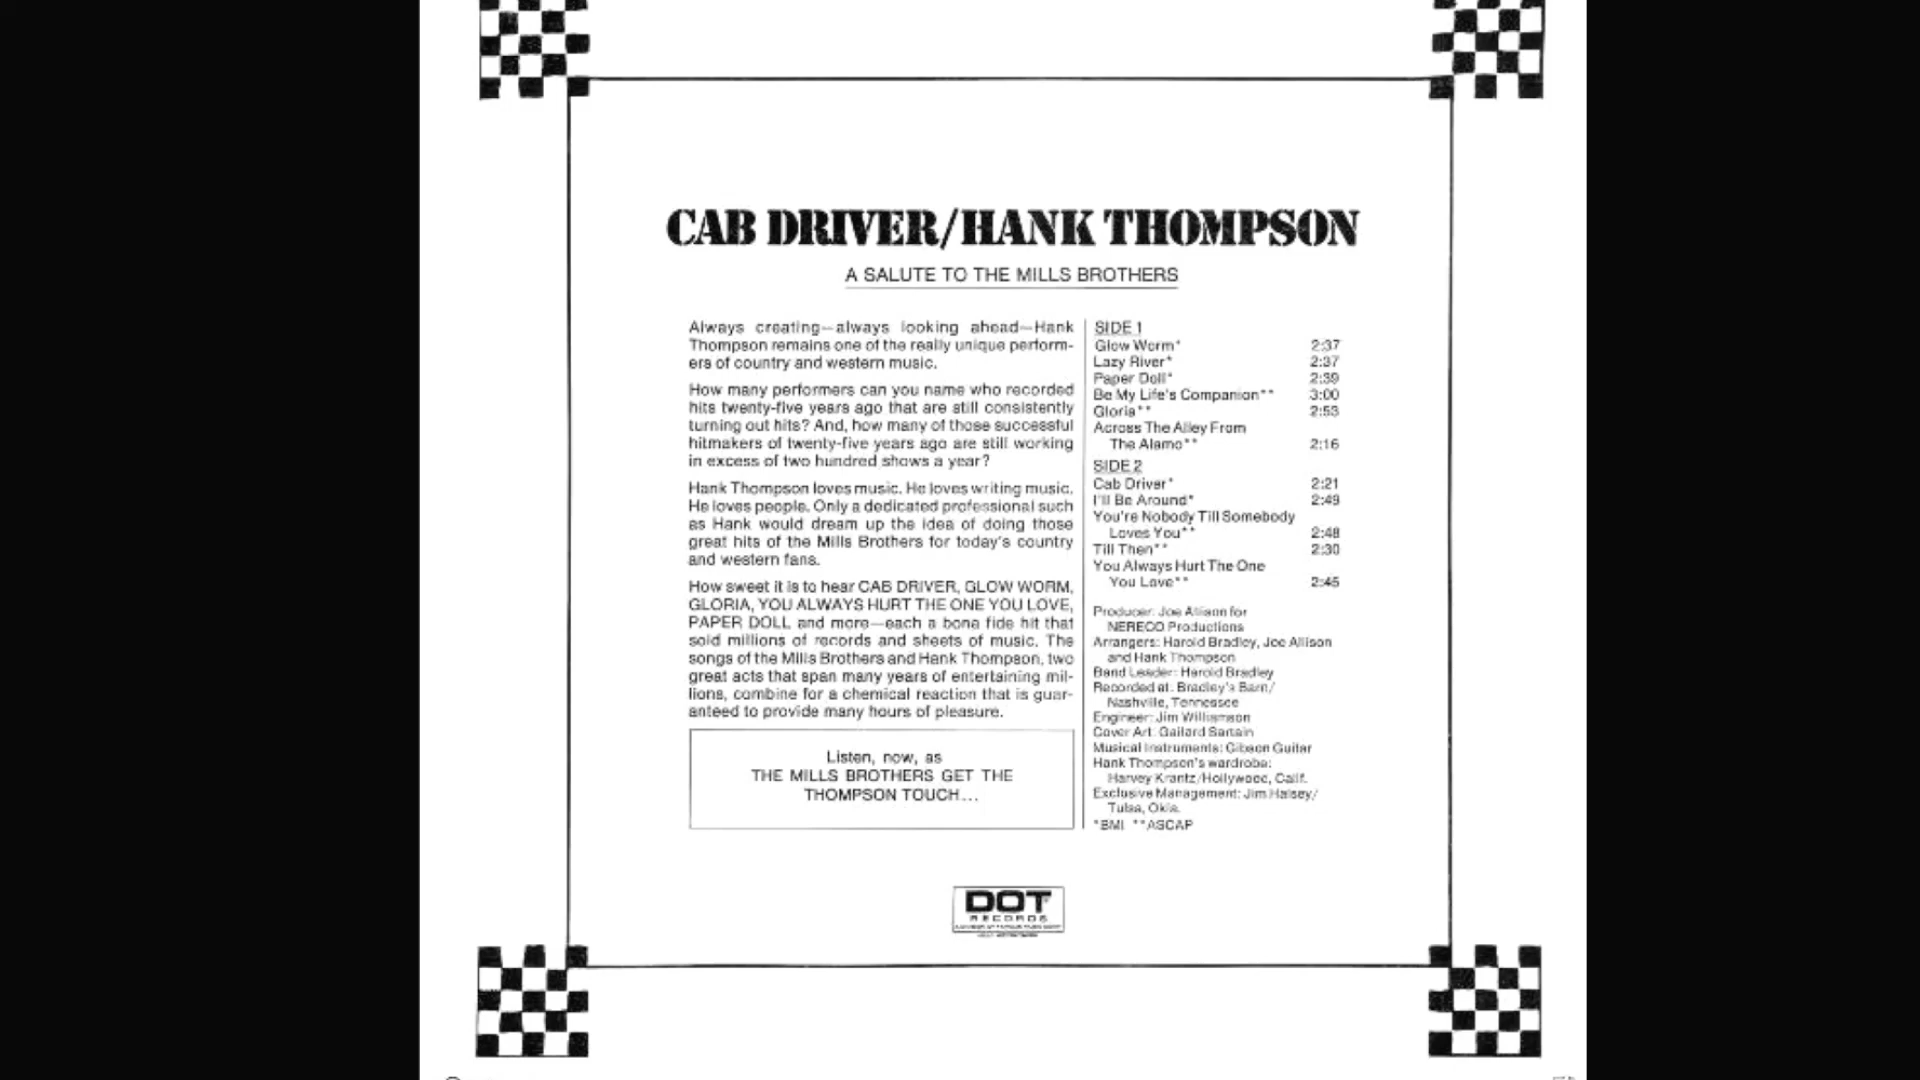 CAB DRIVER/HANK THOMPSON
A SALUTE TO THE MILLS BROTHERS
Always creating—always looking ahead—Hank
Thompson remains one of the really unique perform-
ers of country and western music.
How many performers can you name who recorded
hits twenty-five years ago that are still consistently
turning out hits? And, how many of those successful
hitmakers of twenty-five years ago are still working
in excess of two hundred shows a year?
Hank Thompson loves music. He loves writing music.
He loves people. Only a dedicated professional such
as Hank would dream up the idea of doing those
great hits of the Mills Brothers for today's country
and western fans.
How sweet it is to hear CAB DRIVER, GLOW WORM,
GLORIA, YOU ALWAYS HURT THE ONE YOU LOVE,
PAPER DOLL and more—each a bona fide hit that
sold millions of records and sheets of music. The
songs of the Mills Brothers and Hank Thompson, two
great acts that span many years of entertaining mil-
lions, combine for a chemical reaction that is guar-
anteed to provide many hours of pleasure.
Listen, now, as
THE MILLS BROTHERS GET THE
THOMPSON TOUCH...
SIDE 1
Glow Worm* 2:37
Lazy River* 2:37
Paper Doll* 2:39
Be My Life's Companion** 3:00
Gloria** 2:53
Across The Alley From
The Alamo** 2:16
SIDE 2
Cab Driver* 2:21
I'll Be Around* 2:49
You're Nobody Till Somebody
Loves You** 2:48
Till Then** 2:30
You Always Hurt The One
You Love** 2:45
Producer: Joe Allison for
NERECO Productions
Arrangers: Harold Bradley, Joe Allison
and Hank Thompson
Band Leader: Harold Bradley
Recorded at: Bradley's Barn/
Nashville, Tennessee
Engineer: Jim Williamson
Cover Art: Gailard Sartain
Musical Instruments: Gibson Guitar
Hank Thompson's wardrobe:
Harvey Krantz/Hollywood, Calif.
Exclusive Management: Jim Halsey/
Tulsa, Okla.
*BMI **ASCAP
DOT
RECORDS